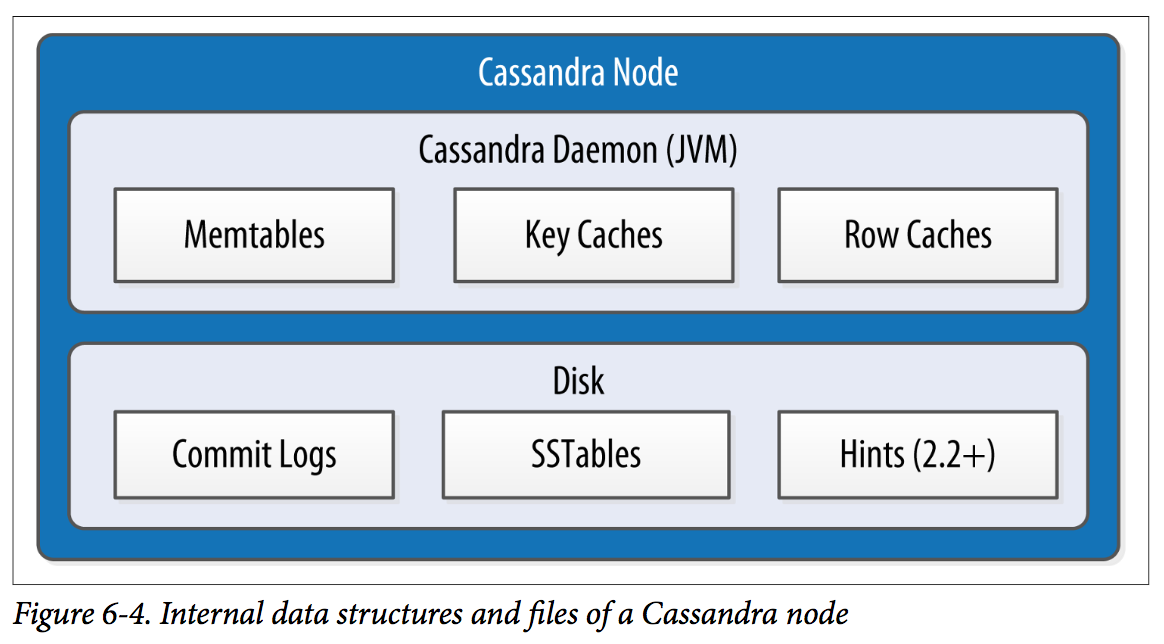 Cassandra Node
Cassandra Daemon (JVM)
Memtables
Key Caches
Row Caches
Disk
Commit Logs
SSTables
Hints (2.2+)
Figure 6-4. Internal data structures and files of a Cassandra node